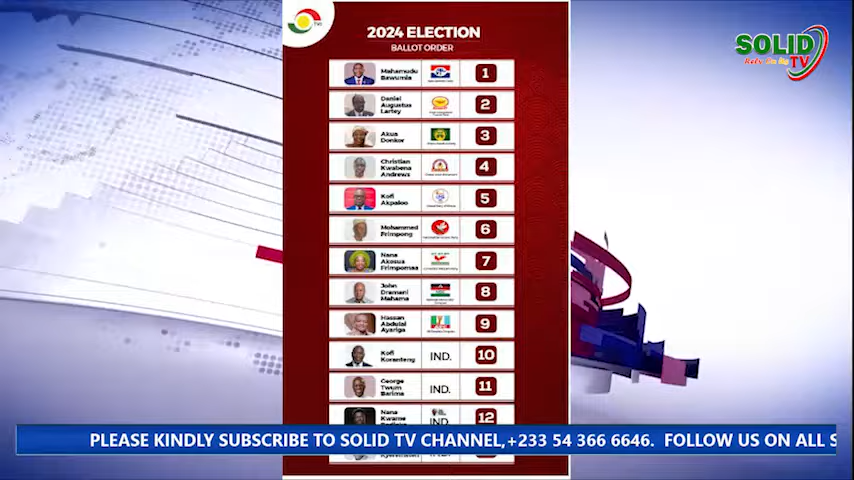 2024 ELECTION
BALLOT ORDER
SOLID
TV
Mahamudu
Bawumia
1
Daniel
Augustus
Lartey
2
Akua
Donkor
3
Christian
Kwabena
Andrews
4
Kofi
Akpaloo
5
Mohammed
Frimpong
6
Nana
Akosua
Frimpomaa
7
John
Dramani
Mahama
8
Hassan
Abdulai
Ayariga
APC
9
Kofi
Koranteng
IND.
10
George
Twum
Barima
IND.
11
Nana
Kwame
IND.
12
PLEASE KINDLY SUBSCRIBE TO SOLID TV CHANNEL,+233 54 366 6646. FOLLOW US ON ALL S